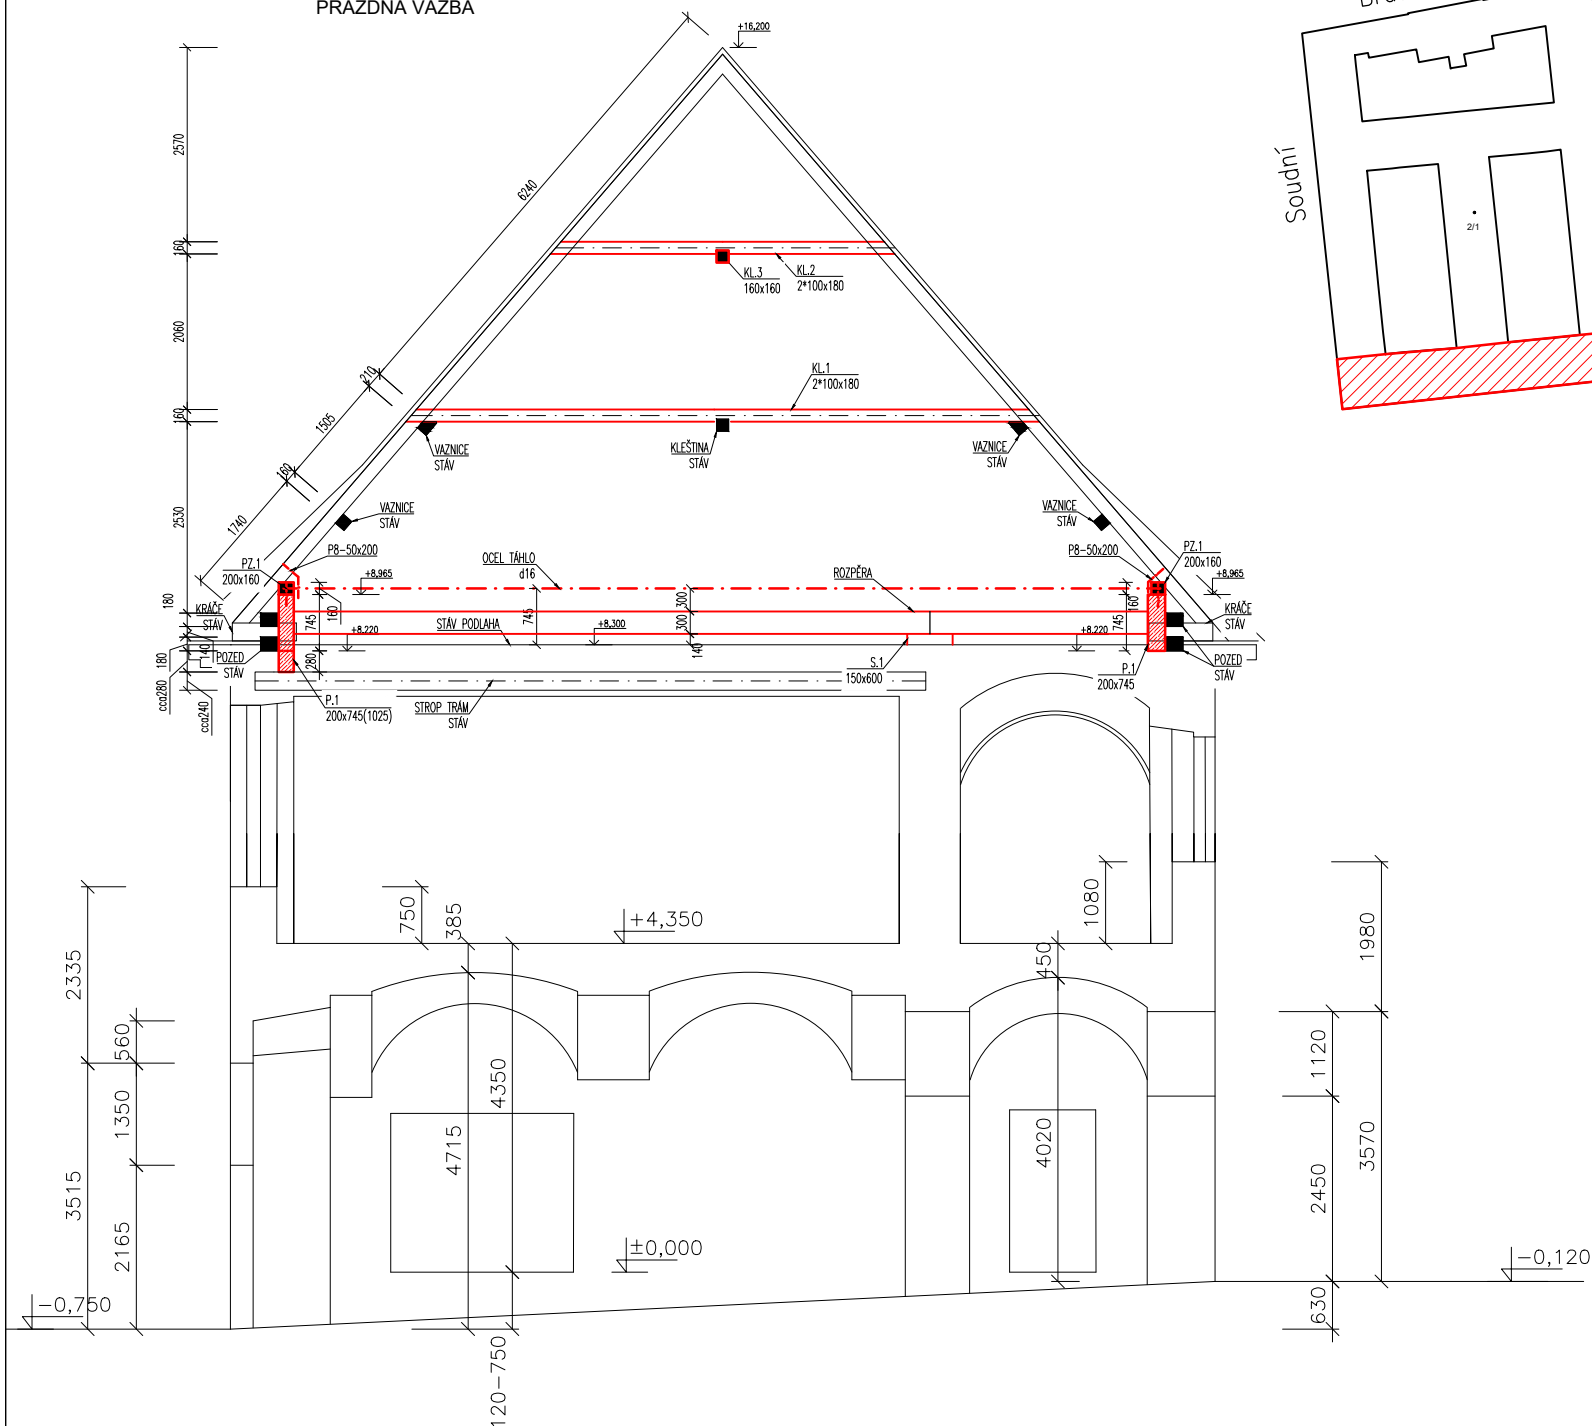 PRÁZDNÁ VAZBA
+16,200
Soudní
2/1
2570
160
2060
160
2530
180
180
140
cca280
cca240
6240
210
1505
160
1740
KL.3
160x160
KL.2
2*100x180
KL.1
2*100x180
VAZNICE
STÁV
KLEŠTINA
STÁV
VAZNICE
STÁV
VAZNICE
STÁV
VAZNICE
STÁV
P8-50x200
PZ.1
200x160
+8,965
OCEL TÁHLO
d16
ROZPĚRA
P8-50x200
PZ.1
200x160
+8,965
KRÁČE
STÁV
745
160
STÁV PODLAHA
745
+8,300
300
300
140
160
745
KRÁČE
STÁV
+8,220
+8,220
POZED
STÁV
280
S.1
150x600
P.1
200x745
POZED
STÁV
P.1
200x745(1025)
STROP TRÁM
STÁV
750
385
+4,350
1080
450
1980
2335
560
1350
3515
2165
4350
4715
4020
1120
3570
2450
630
±0,000
-0,750
-0,120
120-750